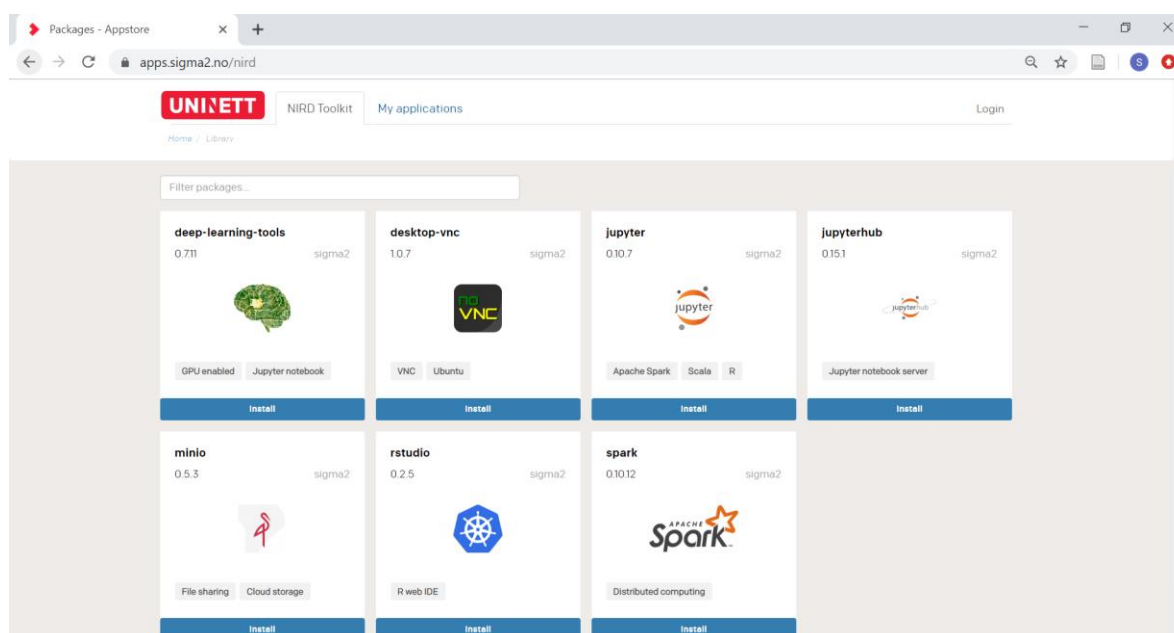 Packages - Appstore
apps.sigma2.no/nird
S
UNINETT
NIRD Toolkit
My applications
Login
Home / Library
Filter packages...
deep-learning-tools
0.7.11
sigma2
GPU enabled
Jupyter notebook
Install
desktop-vnc
1.0.7
sigma2
no
VNC
VNC
Ubuntu
Install
jupyter
0.10.7
sigma2
jupyter
Apache Spark
Scala
R
Install
jupyterhub
0.15.1
sigma2
jupyterhub
Jupyter notebook server
Install
minio
0.5.3
sigma2
File sharing
Cloud storage
Install
rstudio
0.2.5
sigma2
R web IDE
Install
spark
0.10.12
sigma2
APACHE
Spark
Distributed computing
Install